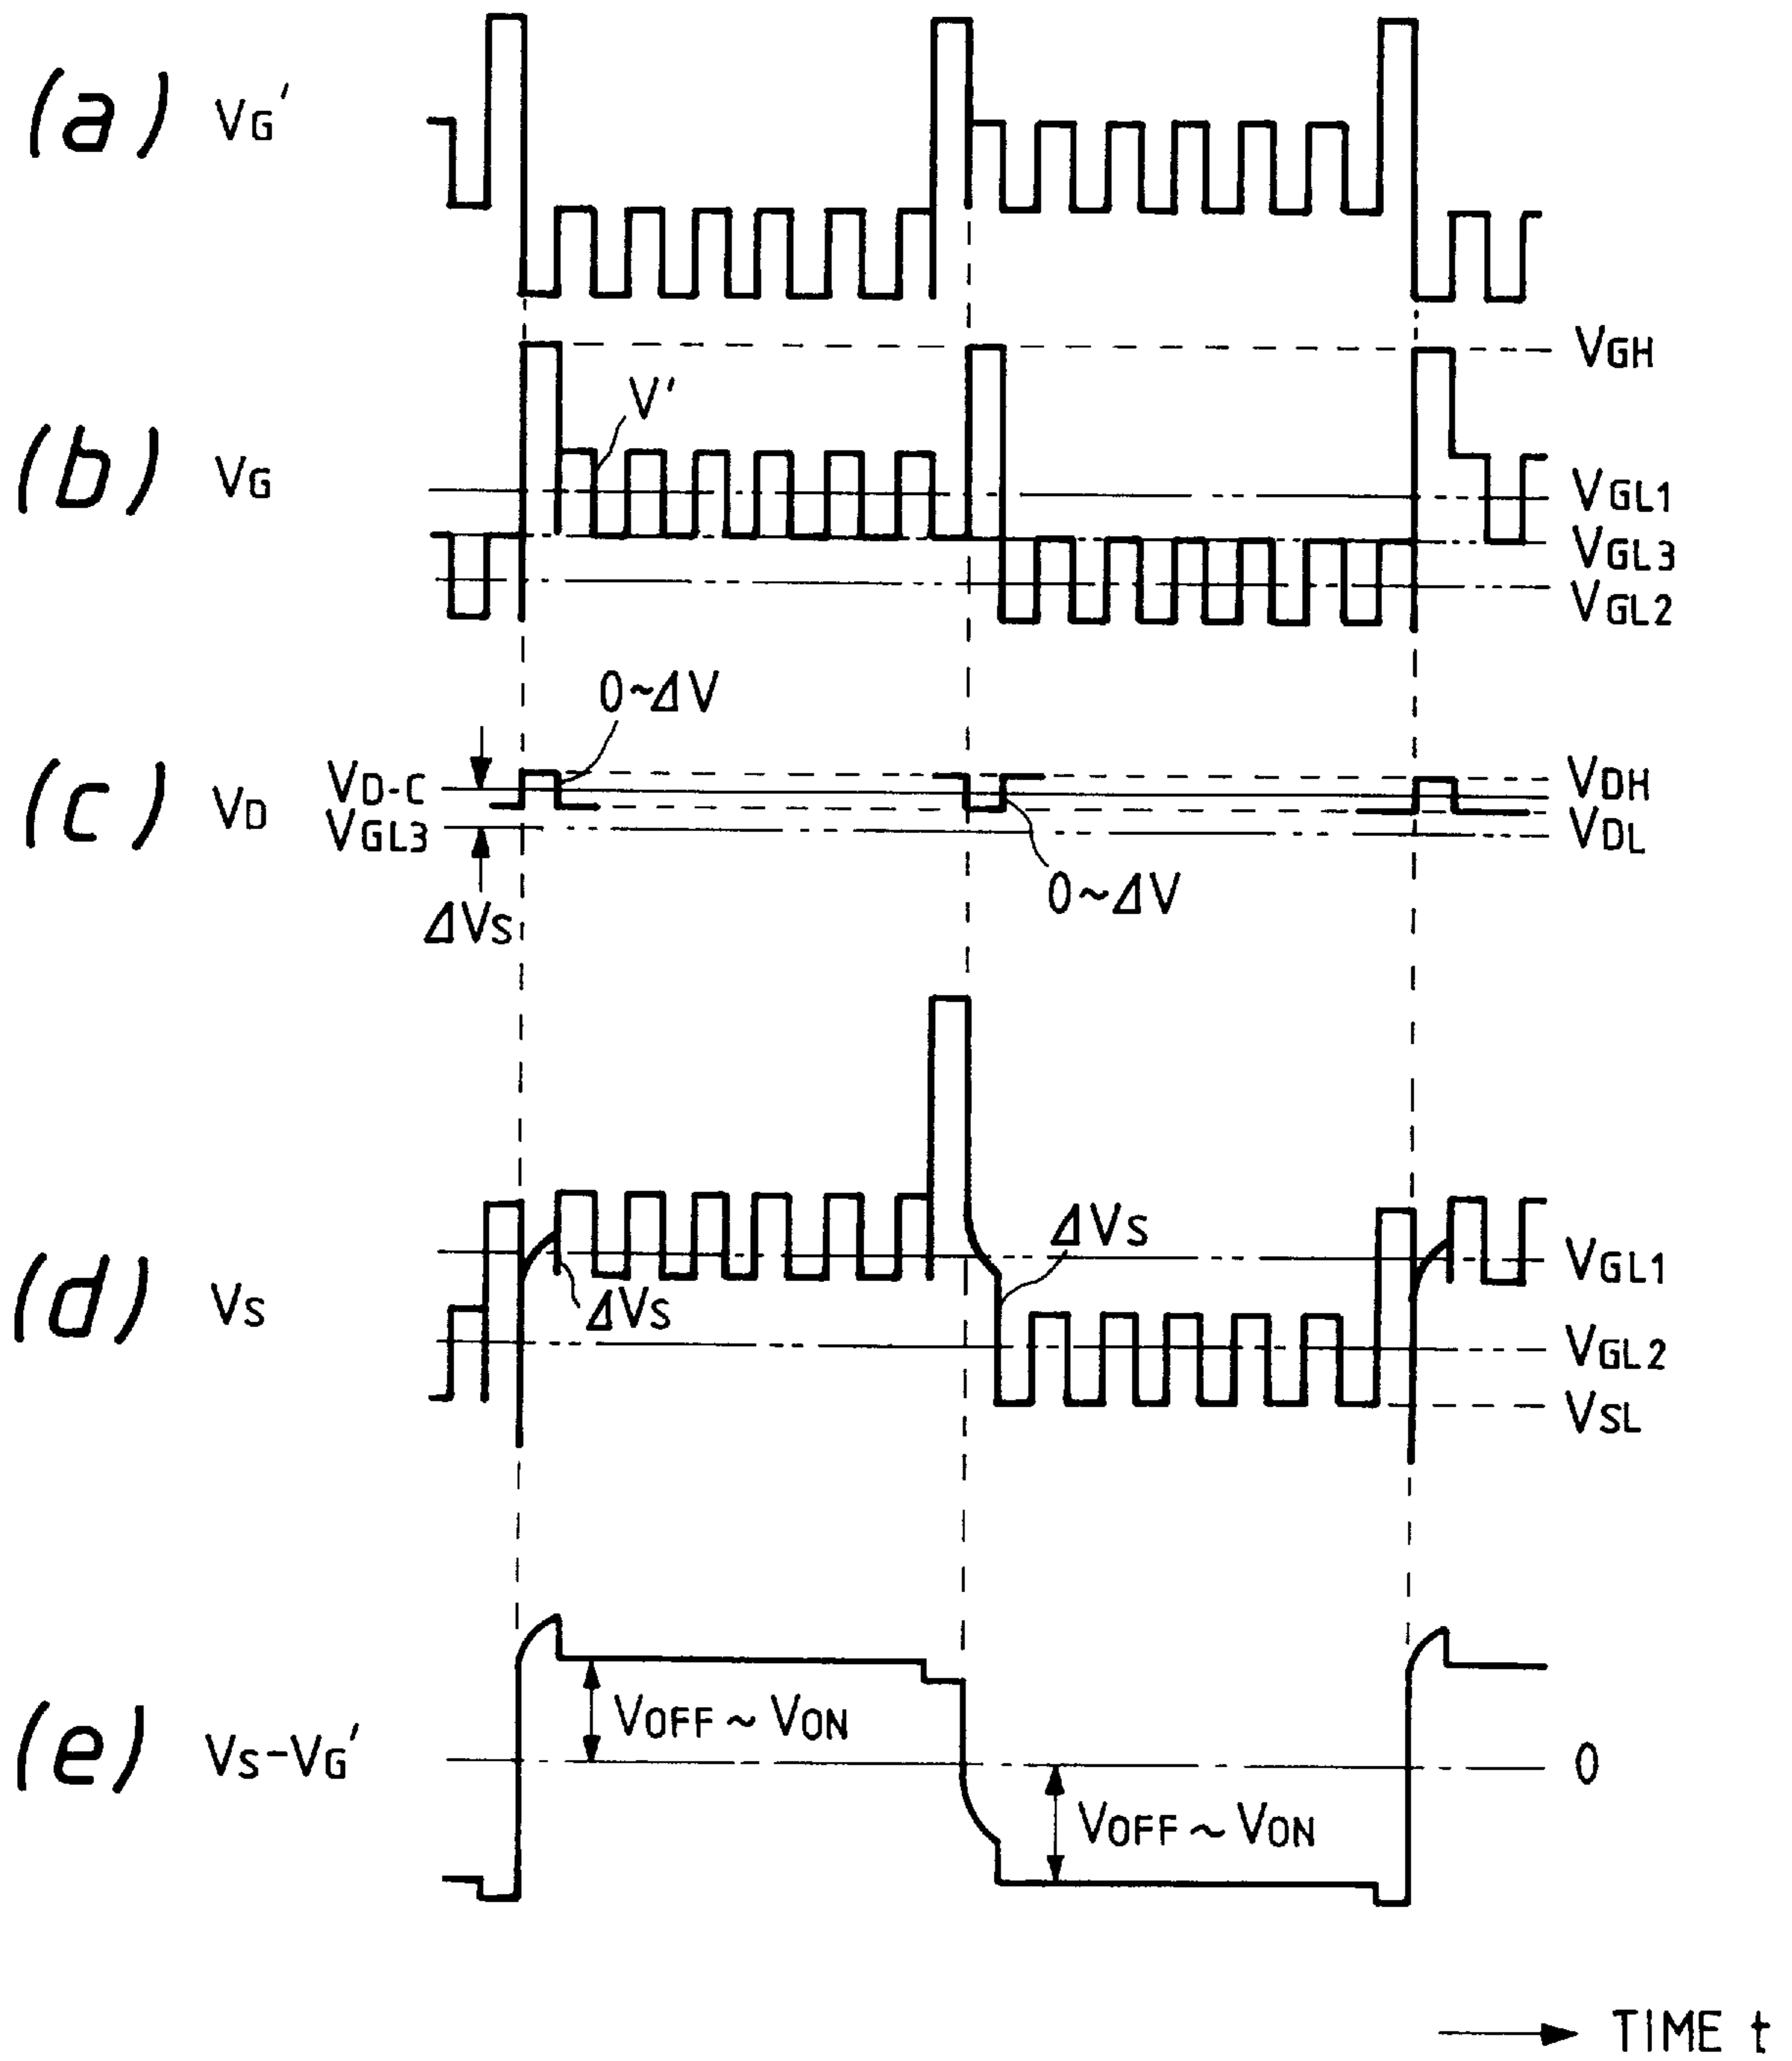 (a) VG'
VGH
V'
(b) VG
VGL1
VGL3
VGL2
0~ΔV
(c) VD
VD-C
VGL3
VDH
VDL
0~ΔV
ΔVS
ΔVS
(d) VS
ΔVS
VGL1
VGL2
VSL
VOFF~VON
(e) VS-VG'
0
VOFF~VON
TIME t